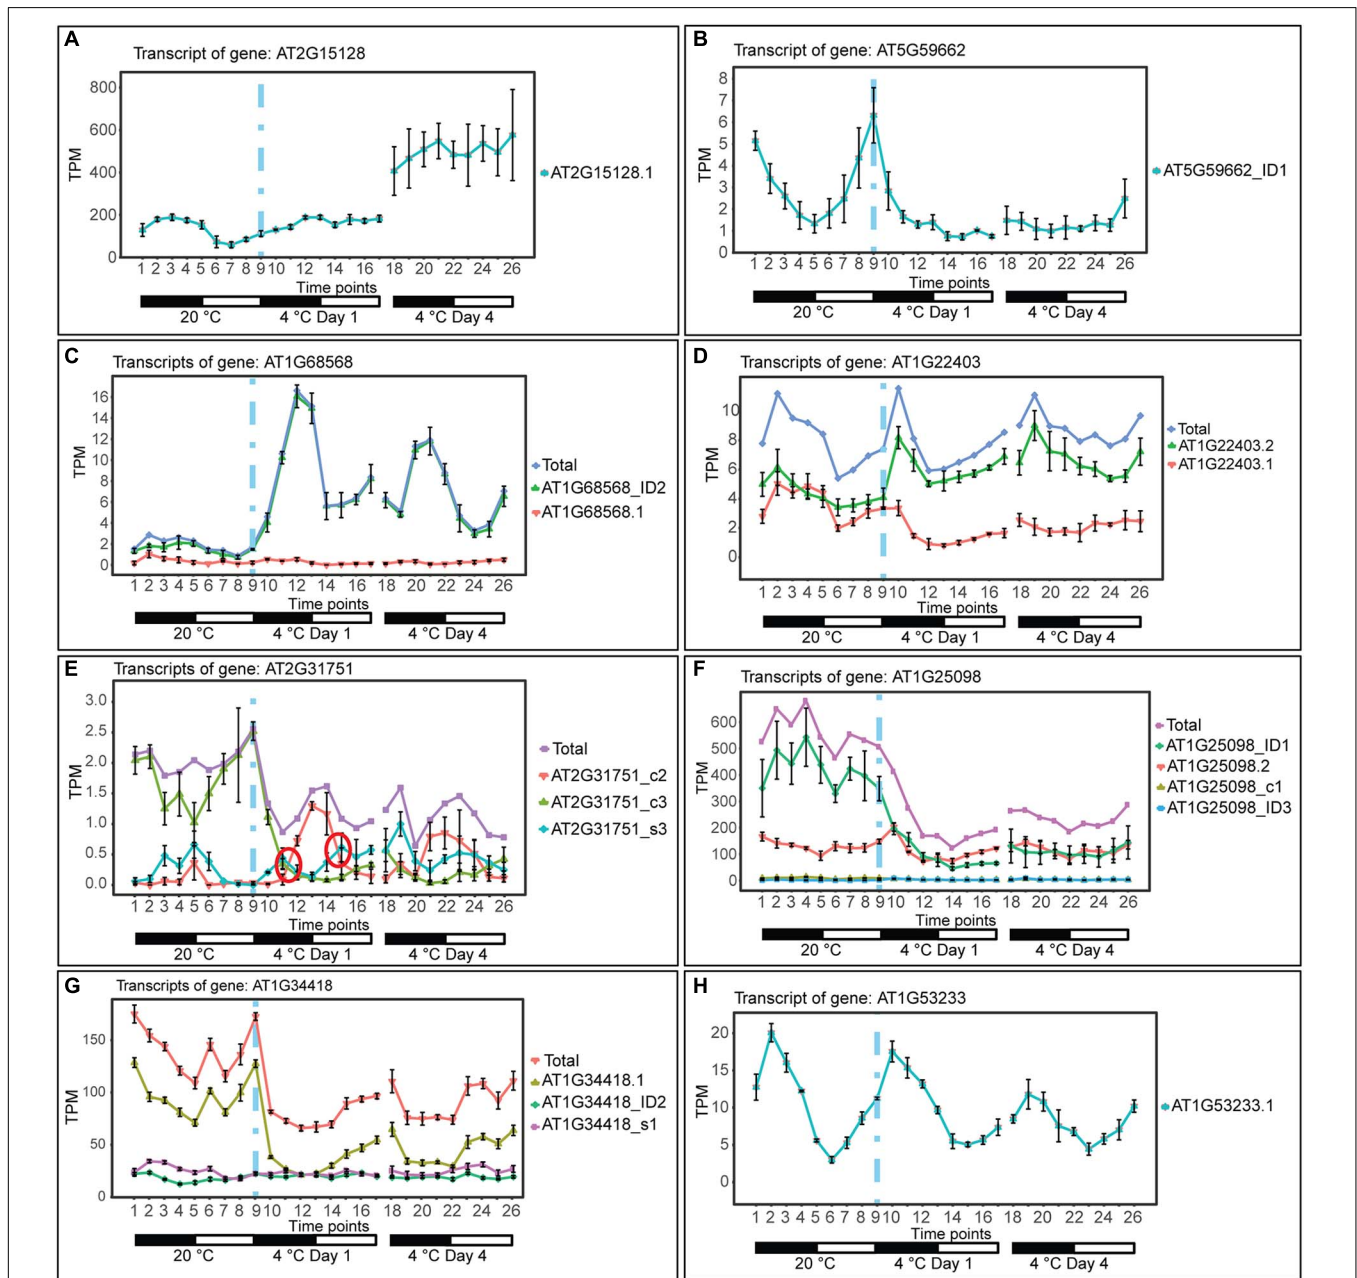 A
Transcript of gene: AT2G15128
800
600
400
200
0
TPM
1 2 3 4 5 6 7 8 9 10 12 14 16 18 20 22 24 26
Time points
20 °C 4 °C Day 1 4 °C Day 4
AT2G15128.1
B
Transcript of gene: AT5G59662
8
7
6
5
4
3
2
1
0
TPM
1 2 3 4 5 6 7 8 9 10 12 14 16 18 20 22 24 26
Time points
20 °C 4 °C Day 1 4 °C Day 4
AT5G59662_ID1
C
Transcripts of gene: AT1G68568
16
14
12
10
8
6
4
2
0
TPM
1 2 3 4 5 6 7 8 9 10 12 14 16 18 20 22 24 26
Time points
20 °C 4 °C Day 1 4 °C Day 4
Total
AT1G68568_ID2
AT1G68568.1
D
Transcripts of gene: AT1G22403
10
8
6
4
2
0
TPM
1 2 3 4 5 6 7 8 9 10 12 14 16 18 20 22 24 26
Time points
20 °C 4 °C Day 1 4 °C Day 4
Total
AT1G22403.2
AT1G22403.1
E
Transcripts of gene: AT2G31751
3.0
2.5
2.0
1.5
1.0
0.5
0.0
TPM
1 2 3 4 5 6 7 8 9 10 12 14 16 18 20 22 24 26
Time points
20 °C 4 °C Day 1 4 °C Day 4
Total
AT2G31751_c2
AT2G31751_c3
AT2G31751_s3
F
Transcripts of gene: AT1G25098
600
500
400
300
200
100
0
TPM
1 2 3 4 5 6 7 8 9 10 12 14 16 18 20 22 24 26
Time points
20 °C 4 °C Day 1 4 °C Day 4
Total
AT1G25098_ID1
AT1G25098.2
AT1G25098_c1
AT1G25098_ID3
G
Transcripts of gene: AT1G34418
150
100
50
0
TPM
1 2 3 4 5 6 7 8 9 10 12 14 16 18 20 22 24 26
Time points
20 °C 4 °C Day 1 4 °C Day 4
Total
AT1G34418.1
AT1G34418_ID2
AT1G34418_s1
H
Transcript of gene: AT1G53233
20
15
10
5
0
TPM
1 2 3 4 5 6 7 8 9 10 12 14 16 18 20 22 24 26
Time points
20 °C 4 °C Day 1 4 °C Day 4
AT1G53233.1